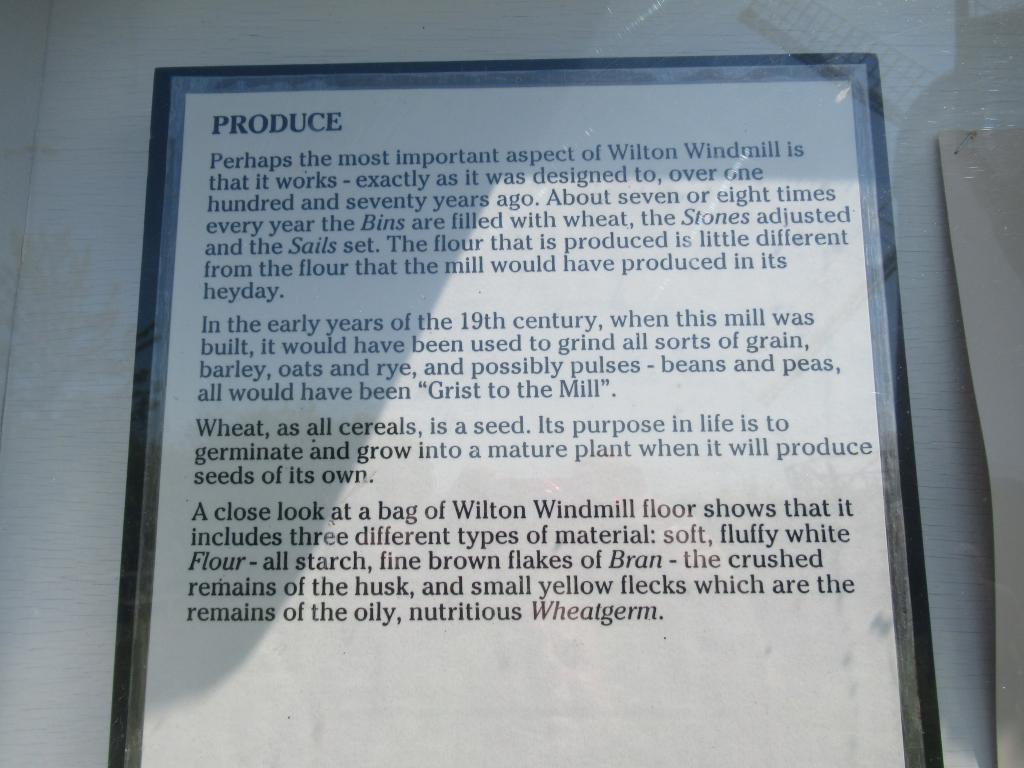 PRODUCE
Perhaps the most important aspect of Wilton Windmill is
that it works - exactly as it was designed to, over one
hundred and seventy years ago. About seven or eight times
every year the Bins are filled with wheat, the Stones adjusted
and the Sails set. The flour that is produced is little different
from the flour that the mill would have produced in its
heyday.
In the early years of the 19th century, when this mill was
built, it would have been used to grind all sorts of grain,
barley, oats and rye, and possibly pulses - beans and peas,
all would have been “Grist to the Mill”.
Wheat, as all cereals, is a seed. Its purpose in life is to
germinate and grow into a mature plant when it will produce
seeds of its own.
A close look at a bag of Wilton Windmill floor shows that it
includes three different types of material: soft, fluffy white
Flour - all starch, fine brown flakes of Bran - the crushed
remains of the husk, and small yellow flecks which are the
remains of the oily, nutritious Wheatgerm.